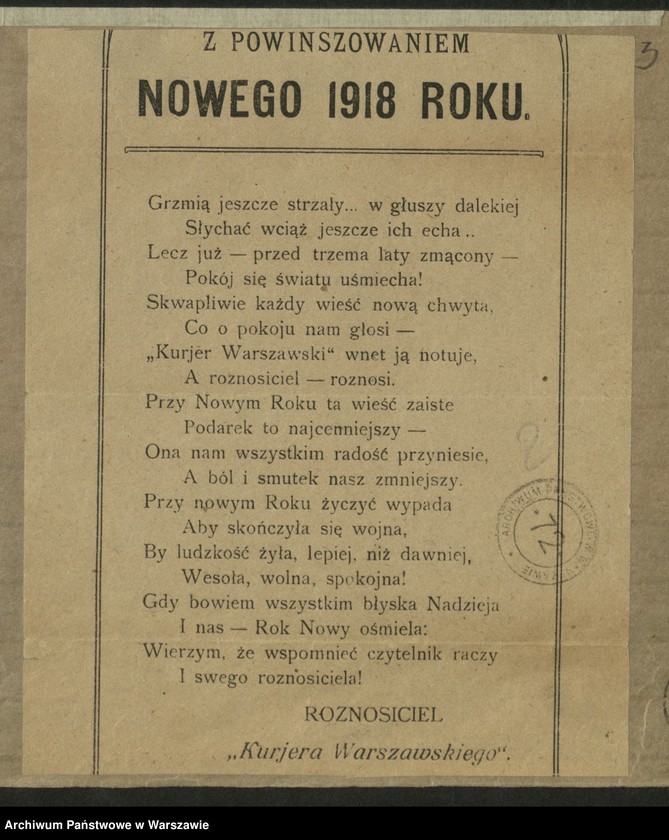 Z POWINSZOWANIEM
NOWEGO 1918 ROKU.
3
Grzmią jeszcze strzały... w głuszy dalekiej
Słychać wciąż jeszcze ich echa..
Lecz już — przed trzema laty zmącony —
Pokój się światu uśmiecha!
Skwapliwie każdy wieść nową chwyta,
Co o pokoju nam głosi —
„Kurjer Warszawski“ wnet ją notuje,
A roznosiciel — roznosi.
Przy Nowym Roku ta wieść zaiste
Podarek to najcenniejszy —
Ona nam wszystkim radość przyniesie,
A ból i smutek nasz zmniejszy.
Przy nowym Roku życzyć wypada
Aby skończyła się wojna,
By ludzkość żyła, lepiej, niż dawniej,
Wesoła, wolna, spokojna!
Gdy bowiem wszystkim błyska Nadzieja
I nas — Rok Nowy ośmiela:
Wierzym, że wspomnieć czytelnik raczy
I swego roznosiciela!
ROZNOSICIEL
„Kurjera Warszawskiego“.
ARCHIWUM PAŃSTWOWE W WARSZAWIE
Archiwum Państwowe w Warszawie